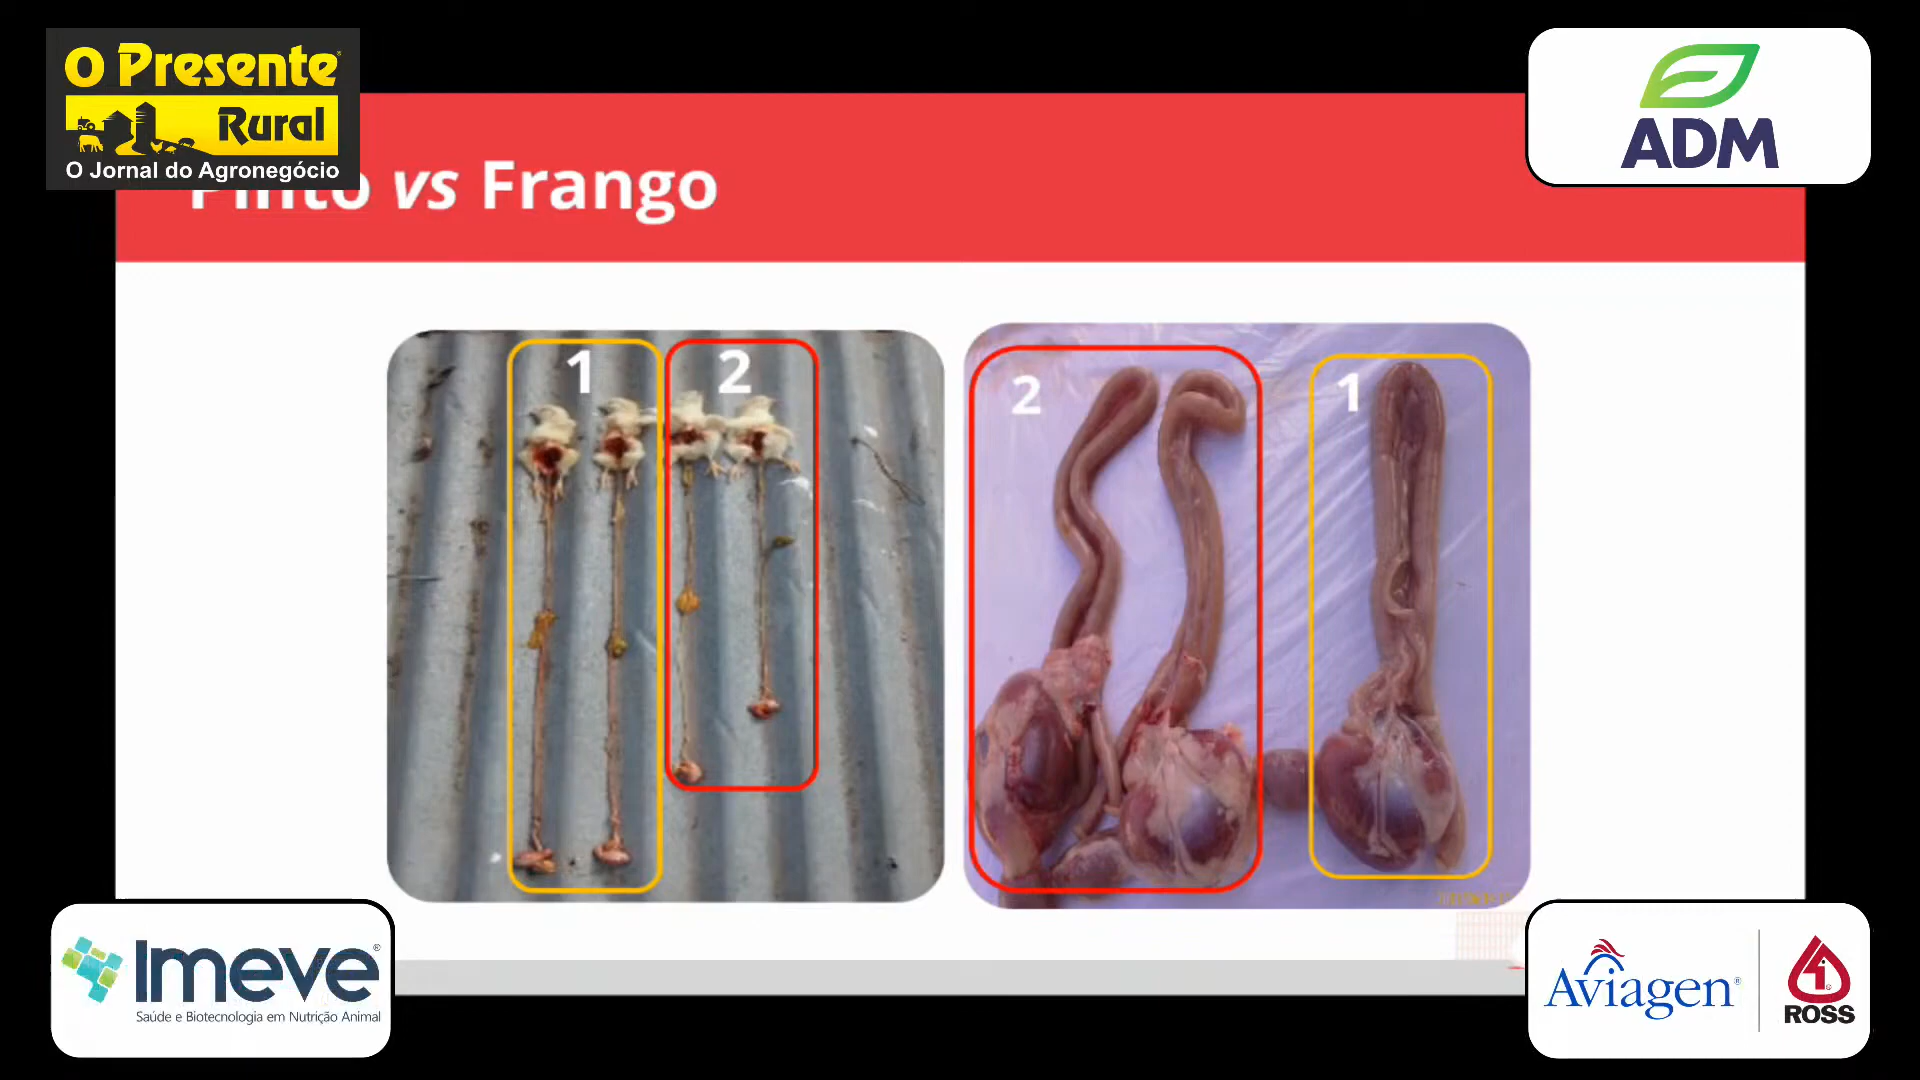 O Presente
Rural
O Jornal do Agronegócio
ADM
Pinto vs Frango
1
2
2
1
Imeve®
Saúde e Biotecnologia em Nutrição Animal
Aviagen®
ROSS